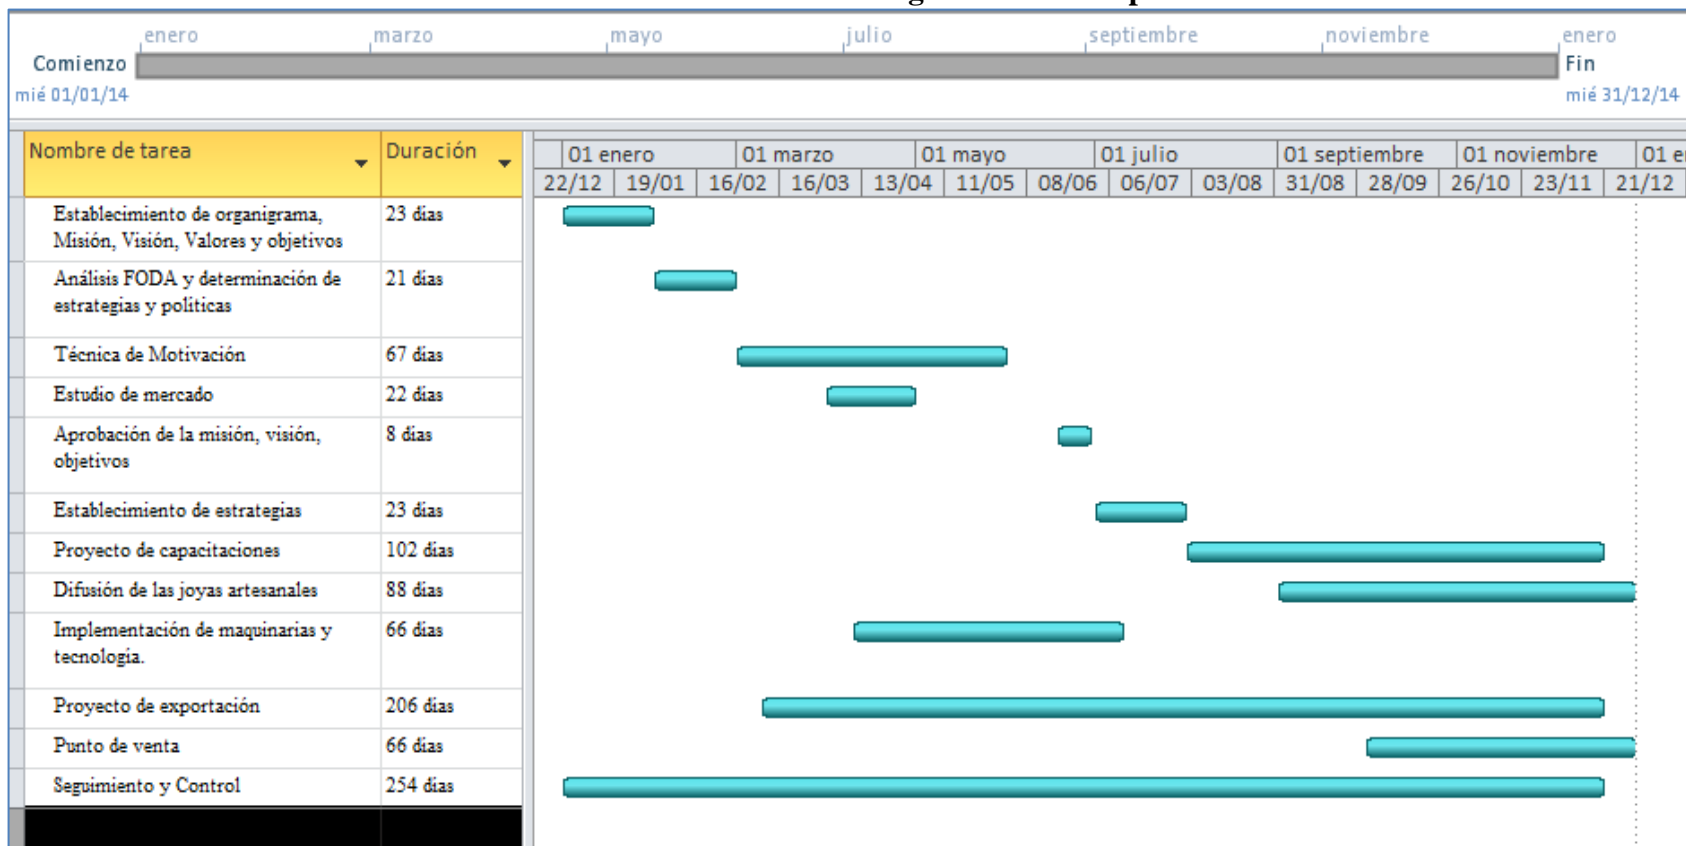 enero marzo mayo julio septiembre noviembre enero
Comienzo Fin
mié 01/01/14 mié 31/12/14
Nombre de tarea Duración 01 enero 01 marzo 01 mayo 01 julio 01 septiembre 01 noviembre 01 e
22/12 19/01 16/02 16/03 13/04 11/05 08/06 06/07 03/08 31/08 28/09 26/10 23/11 21/12
Establecimiento de organigrama, 23 días
Misión, Visión, Valores y objetivos
Análisis FODA y determinación de 21 días
estrategias y políticas
Técnica de Motivación 67 días
Estudio de mercado 22 días
Aprobación de la misión, visión, 8 días
objetivos
Establecimiento de estrategias 23 días
Proyecto de capacitaciones 102 días
Difusión de las joyas artesanales 88 días
Implementación de maquinarias y 66 días
tecnología.
Proyecto de exportación 206 días
Punto de venta 66 días
Seguimiento y Control 254 días